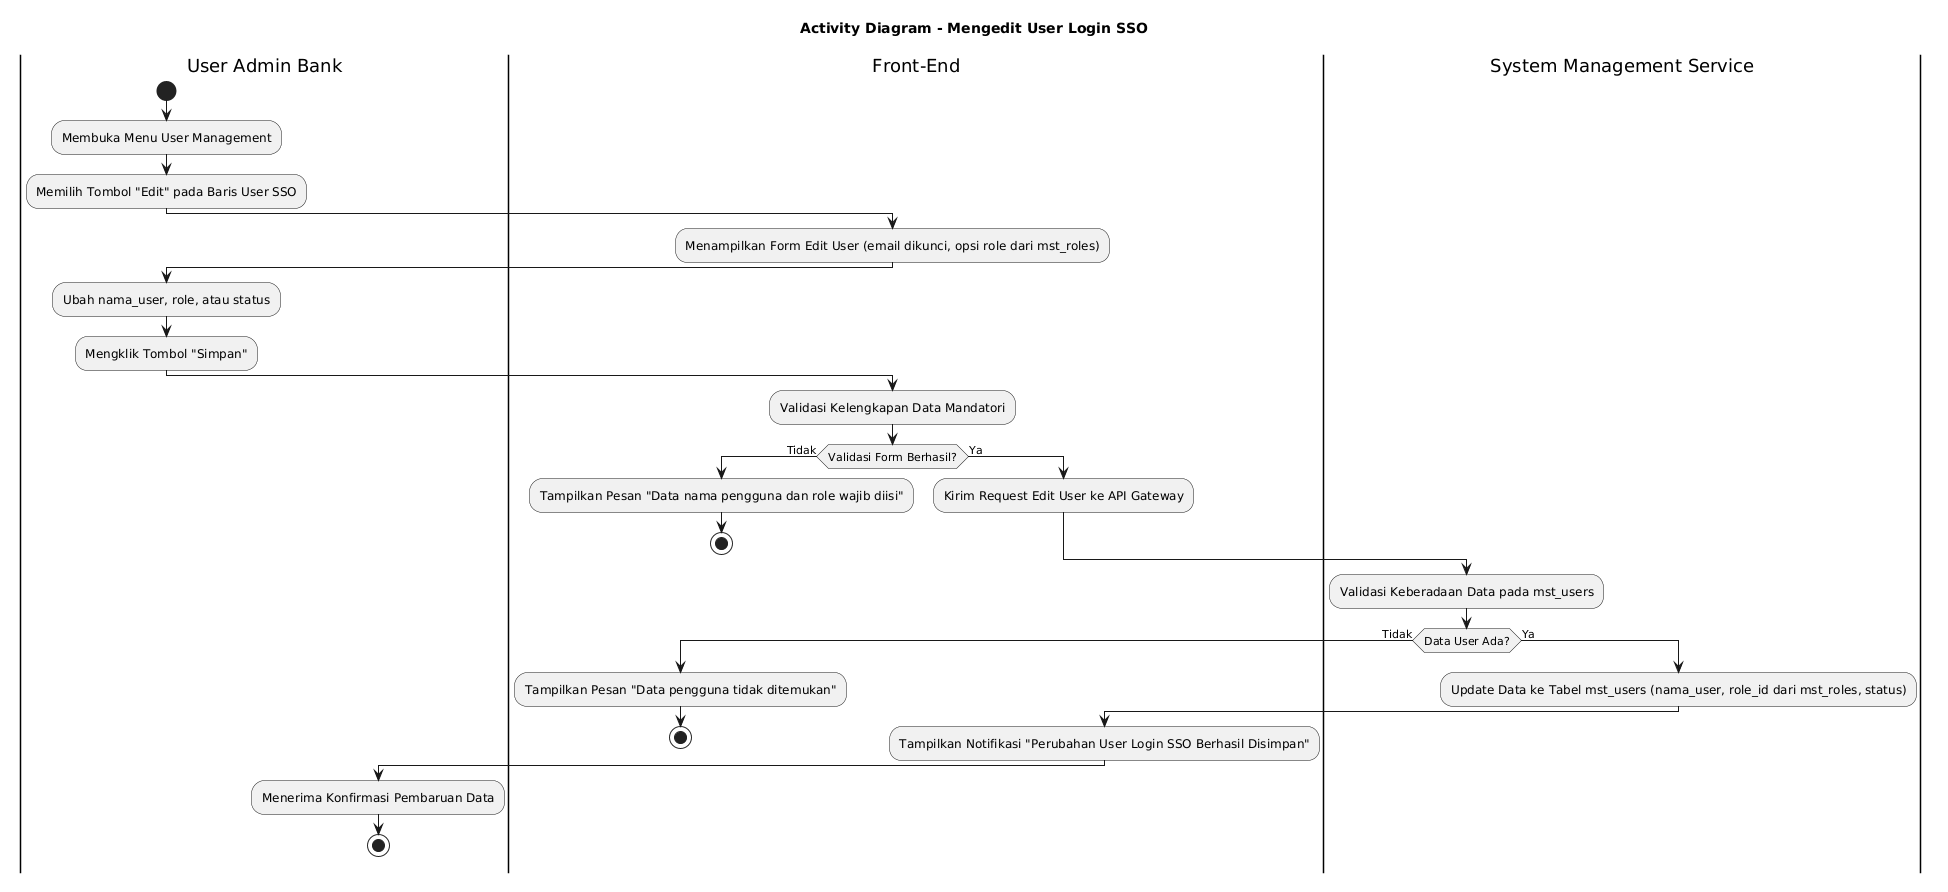 Activity Diagram - Mengedit User Login SSO
User Admin Bank
Front-End
System Management Service
Membuka Menu User Management
Memilih Tombol "Edit" pada Baris User SSO
Menampilkan Form Edit User (email dikunci, opsi role dari mst_roles)
Ubah nama_user, role, atau status
Mengklik Tombol "Simpan"
Validasi Kelengkapan Data Mandatori
Tidak
Validasi Form Berhasil?
Ya
Tampilkan Pesan "Data nama pengguna dan role wajib diisi"
Kirim Request Edit User ke API Gateway
Validasi Keberadaan Data pada mst_users
Tidak
Data User Ada?
Ya
Tampilkan Pesan "Data pengguna tidak ditemukan"
Update Data ke Tabel mst_users (nama_user, role_id dari mst_roles, status)
Tampilkan Notifikasi "Perubahan User Login SSO Berhasil Disimpan"
Menerima Konfirmasi Pembaruan Data